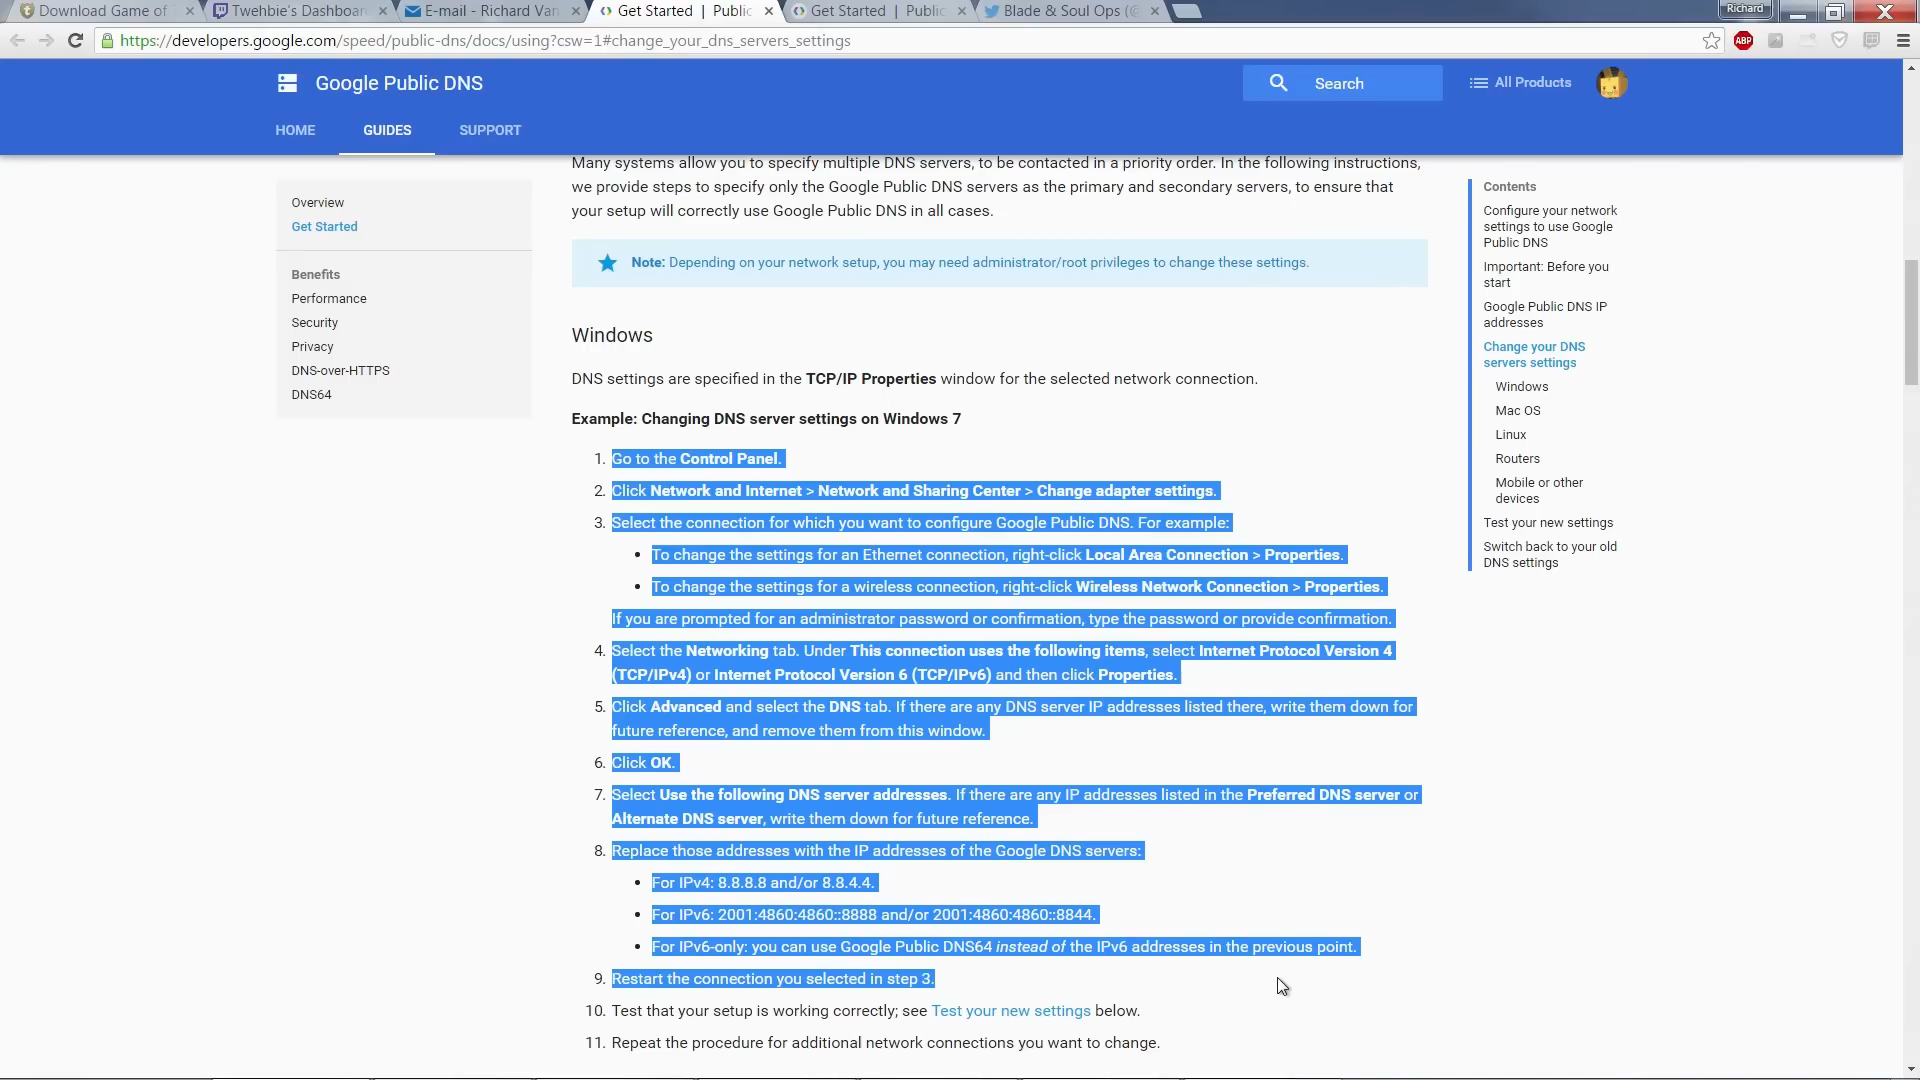 Download Game of T
Twehbie's Dashboard
E-mail - Richard Van
Get Started | Public
Get Started | Public
Blade & Soul Ops (@
Richard
https://developers.google.com/speed/public-dns/docs/using?csw=1#change_your_dns_servers_settings
ABP
Google Public DNS
Search
All Products
HOME
GUIDES
SUPPORT
Overview
Get Started
Benefits
Performance
Security
Privacy
DNS-over-HTTPS
DNS64
Many systems allow you to specify multiple DNS servers, to be contacted in a priority order. In the following instructions,
we provide steps to specify only the Google Public DNS servers as the primary and secondary servers, to ensure that
your setup will correctly use Google Public DNS in all cases.
Note: Depending on your network setup, you may need administrator/root privileges to change these settings.
Windows
DNS settings are specified in the TCP/IP Properties window for the selected network connection.
Example: Changing DNS server settings on Windows 7
1. Go to the Control Panel.
2. Click Network and Internet > Network and Sharing Center > Change adapter settings.
3. Select the connection for which you want to configure Google Public DNS. For example:
• To change the settings for an Ethernet connection, right-click Local Area Connection > Properties.
• To change the settings for a wireless connection, right-click Wireless Network Connection > Properties.
If you are prompted for an administrator password or confirmation, type the password or provide confirmation.
4. Select the Networking tab. Under This connection uses the following items, select Internet Protocol Version 4
(TCP/IPv4) or Internet Protocol Version 6 (TCP/IPv6) and then click Properties.
5. Click Advanced and select the DNS tab. If there are any DNS server IP addresses listed there, write them down for
future reference, and remove them from this window.
6. Click OK.
7. Select Use the following DNS server addresses. If there are any IP addresses listed in the Preferred DNS server or
Alternate DNS server, write them down for future reference.
8. Replace those addresses with the IP addresses of the Google DNS servers:
• For IPv4: 8.8.8.8 and/or 8.8.4.4.
• For IPv6: 2001:4860:4860::8888 and/or 2001:4860:4860::8844.
• For IPv6-only: you can use Google Public DNS64 instead of the IPv6 addresses in the previous point.
9. Restart the connection you selected in step 3.
10. Test that your setup is working correctly; see Test your new settings below.
11. Repeat the procedure for additional network connections you want to change.
Contents
Configure your network
settings to use Google
Public DNS
Important: Before you
start
Google Public DNS IP
addresses
Change your DNS
servers settings
Windows
Mac OS
Linux
Routers
Mobile or other
devices
Test your new settings
Switch back to your old
DNS settings